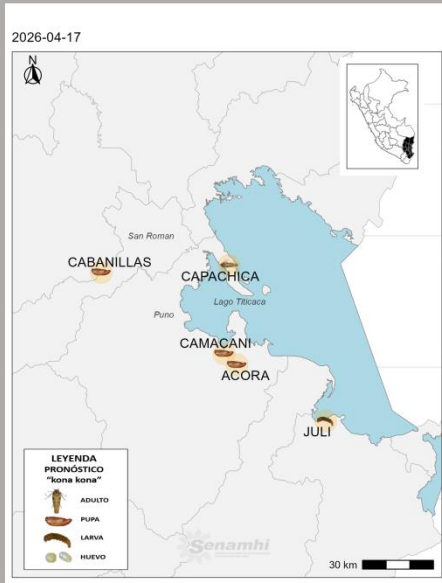 2026-04-17
N
San Roman
CABANILLAS
CAPACHICA
Lago Titicaca
Puno
CAMACANI
ACORA
JULI
LEYENDA
PRONÓSTICO
"kona kona"
ADULTO
PUPA
LARVA
HUEVO
Senamhi
30 km